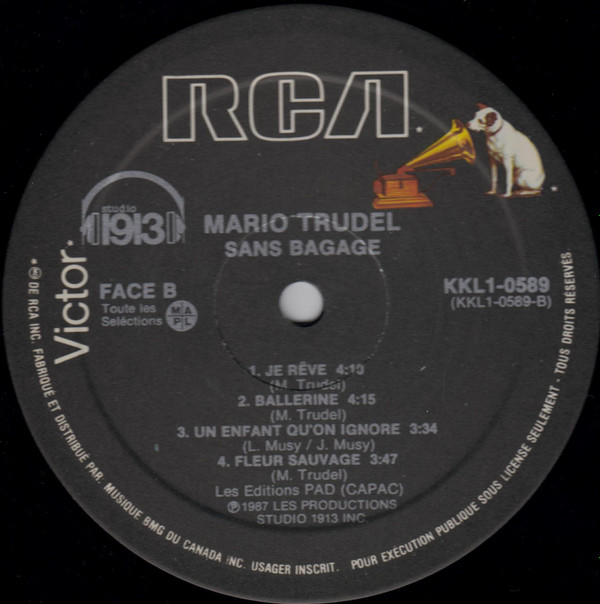 RCA
studio
1913
MARIO TRUDEL
SANS BAGAGE
Victor.
FACE B
Toute les
Seléctions
M A
P L
KKL1-0589
(KKL1-0589-B)
1. JE RÊVE 4:10
(M. Trudel)
2. BALLERINE 4:15
(M. Trudel)
3. UN ENFANT QU'ON IGNORE 3:34
(L. Musy / J. Musy)
4. FLEUR SAUVAGE 3:47
(M. Trudel)
Les Editions PAD (CAPAC)
℗ 1987 LES PRODUCTIONS
STUDIO 1913 INC.
DE RCA INC. FABRIQUE ET DISTRIBUÉ PAR. MUSIQUE BMG DU CANADA INC. USAGER INSCRIT. POUR EXÉCUTION PUBLIQUE SOUS LICENSE SEULEMENT - TOUS DROITS RÉSERVÉS.